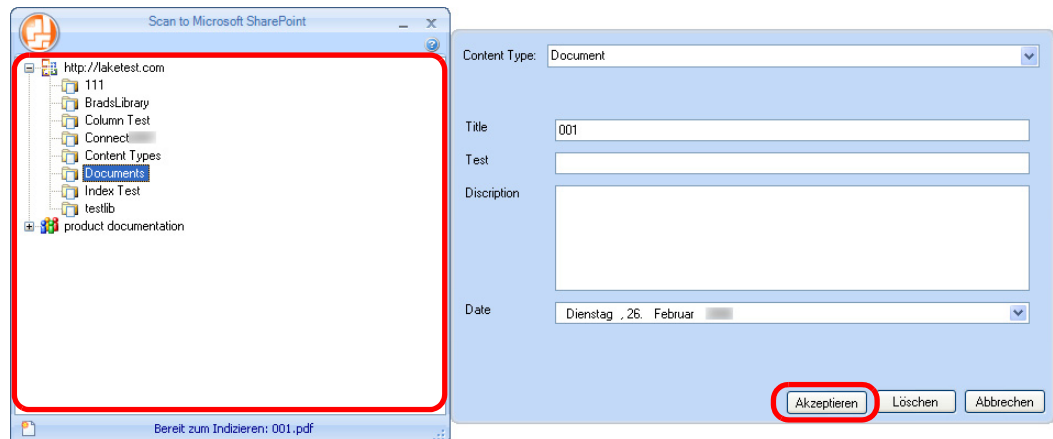 Scan to Microsoft SharePoint
http://laketest.com
111
BradsLibrary
Column Test
Connect
Content Types
Documents
Index Test
testlib
product documentation
Bereit zum Indizieren: 001.pdf
Content Type: Document
Title 001
Test
Discription
Date Dienstag , 26. Februar
Akzeptieren Löschen Abbrechen